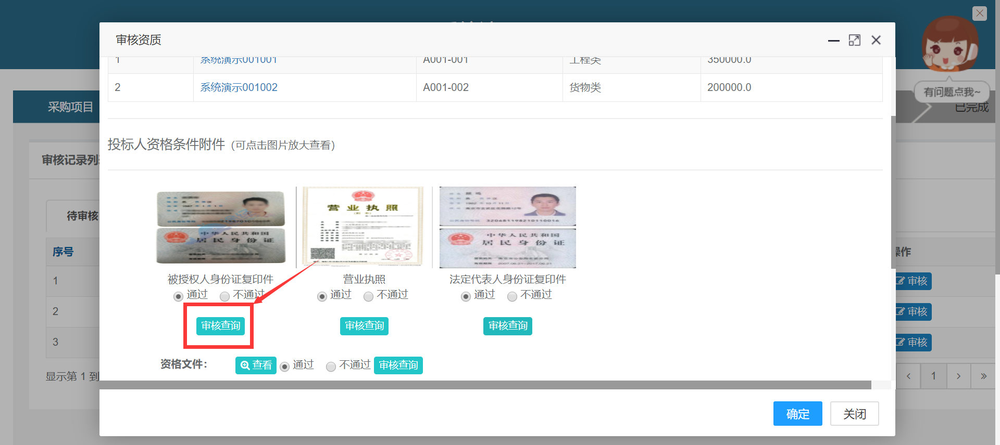 审核资质
有问题点我~
采购项目
已完成
1 系统演示001001 A001-001 工程类 350000.0
2 系统演示001002 A001-002 货物类 200000.0
投标人资格条件附件（可点击图片放大查看）
审核记录列
待审核
序号
操作
1
审核
2
审核
3
审核
显示第 1 到
‹ 1 › »
营业执照
中华人民共和国
居民身份证
中华人民共和国
居民身份证
320681198210110016
被授权人身份证复印件
营业执照
法定代表人身份证复印件
通过 不通过
通过 不通过
通过 不通过
审核查询
审核查询
审核查询
资格文件：
查看
通过 不通过
审核查询
确定
关闭